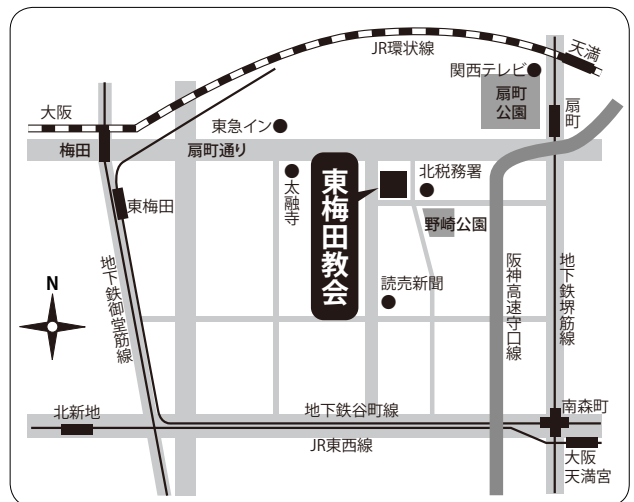 JR環状線
天満
関西テレビ
扇町
公園
扇町
大阪
東急イン
梅田
扇町通り
東梅田
太融寺
東梅田教会
北税務署
野崎公園
読売新聞
地下鉄御堂筋線
阪神高速守口線
地下鉄堺筋線
N
北新地
地下鉄谷町線
南森町
JR東西線
大阪
天満宮